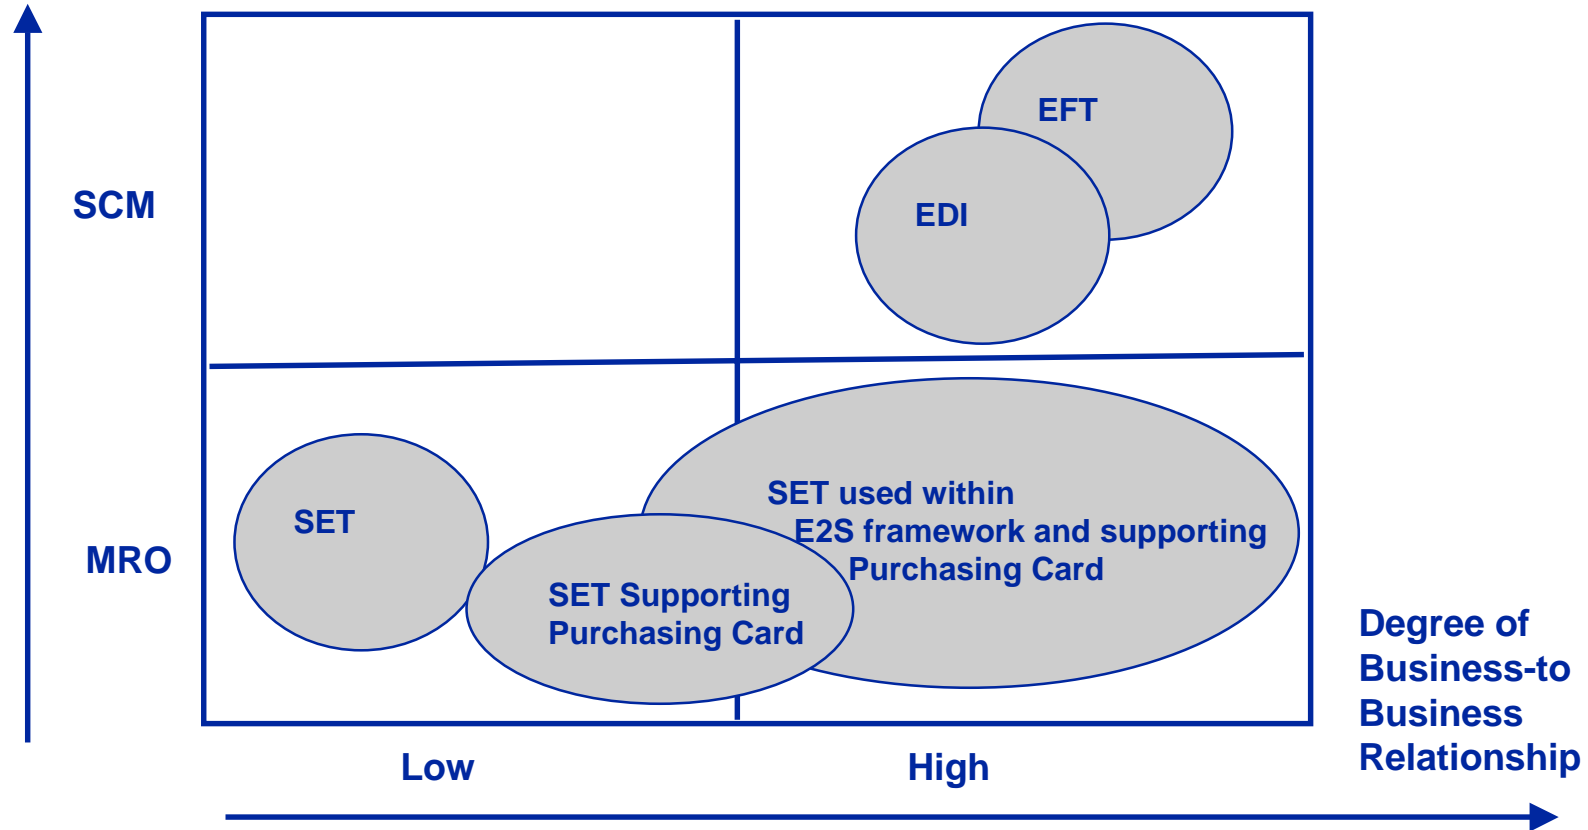 EFT
SCM
EDI
SET used within
SET
E2S framework and supporting
MRO
Purchasing Card
SET Supporting
Purchasing Card
Degree of
Business-to
Business
Relationship
Low
High